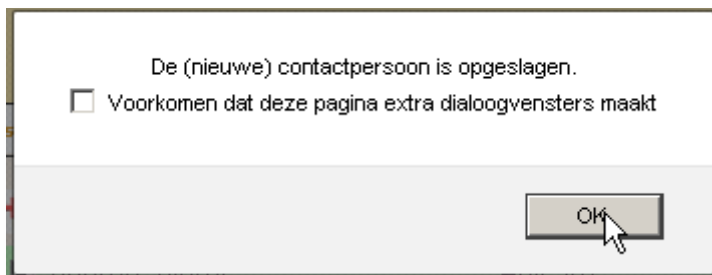 De (nieuwe) contactpersoon is opgeslagen.
Voorkomen dat deze pagina extra dialoogvensters maakt
OK